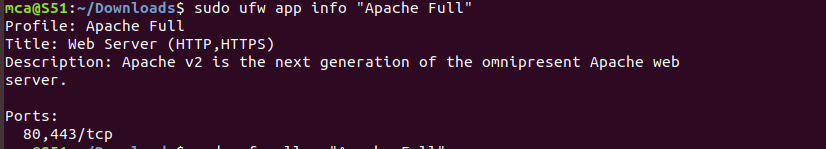 mca@S51:~/Downloads$ sudo ufw app info "Apache Full"
Profile: Apache Full
Title: Web Server (HTTP,HTTPS)
Description: Apache v2 is the next generation of the omnipresent Apache web
server.
Ports:
80,443/tcp